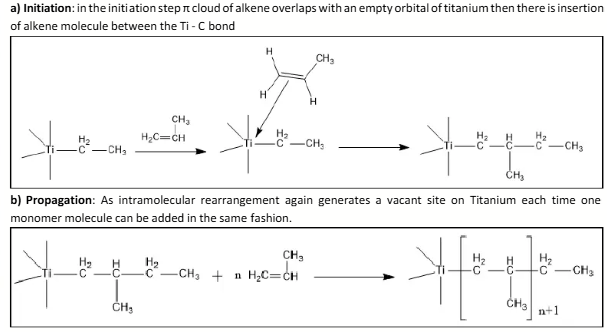 a) Initiation: in the initiation step π cloud of alkene overlaps with an empty orbital of titanium then there is insertion
of alkene molecule between the Ti - C bond
H
CH3
H
H
CH3
H2C=CH
Ti
H2
C
CH3
Ti
H2
C
CH3
Ti
H2
C
H
C
H2
C
CH3
CH3
b) Propagation: As intramolecular rearrangement again generates a vacant site on Titanium each time one
monomer molecule can be added in the same fashion.
Ti
H2
C
H
C
H2
C
CH3
CH3
+ n H2C=CH
CH3
Ti
H2
C
H
C
H2
C
CH3
CH3
n+1